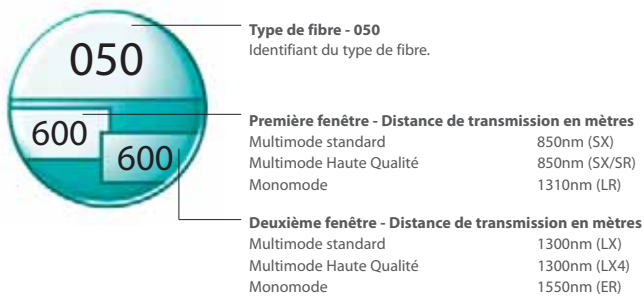 050
600
600
Type de fibre - 050
Identifiant du type de fibre.
Première fenêtre - Distance de transmission en mètres
Multimode standard 850nm (SX)
Multimode Haute Qualité 850nm (SX/SR)
Monomode 1310nm (LR)
Deuxième fenêtre - Distance de transmission en mètres
Multimode standard 1300nm (LX)
Multimode Haute Qualité 1300nm (LX4)
Monomode 1550nm (ER)